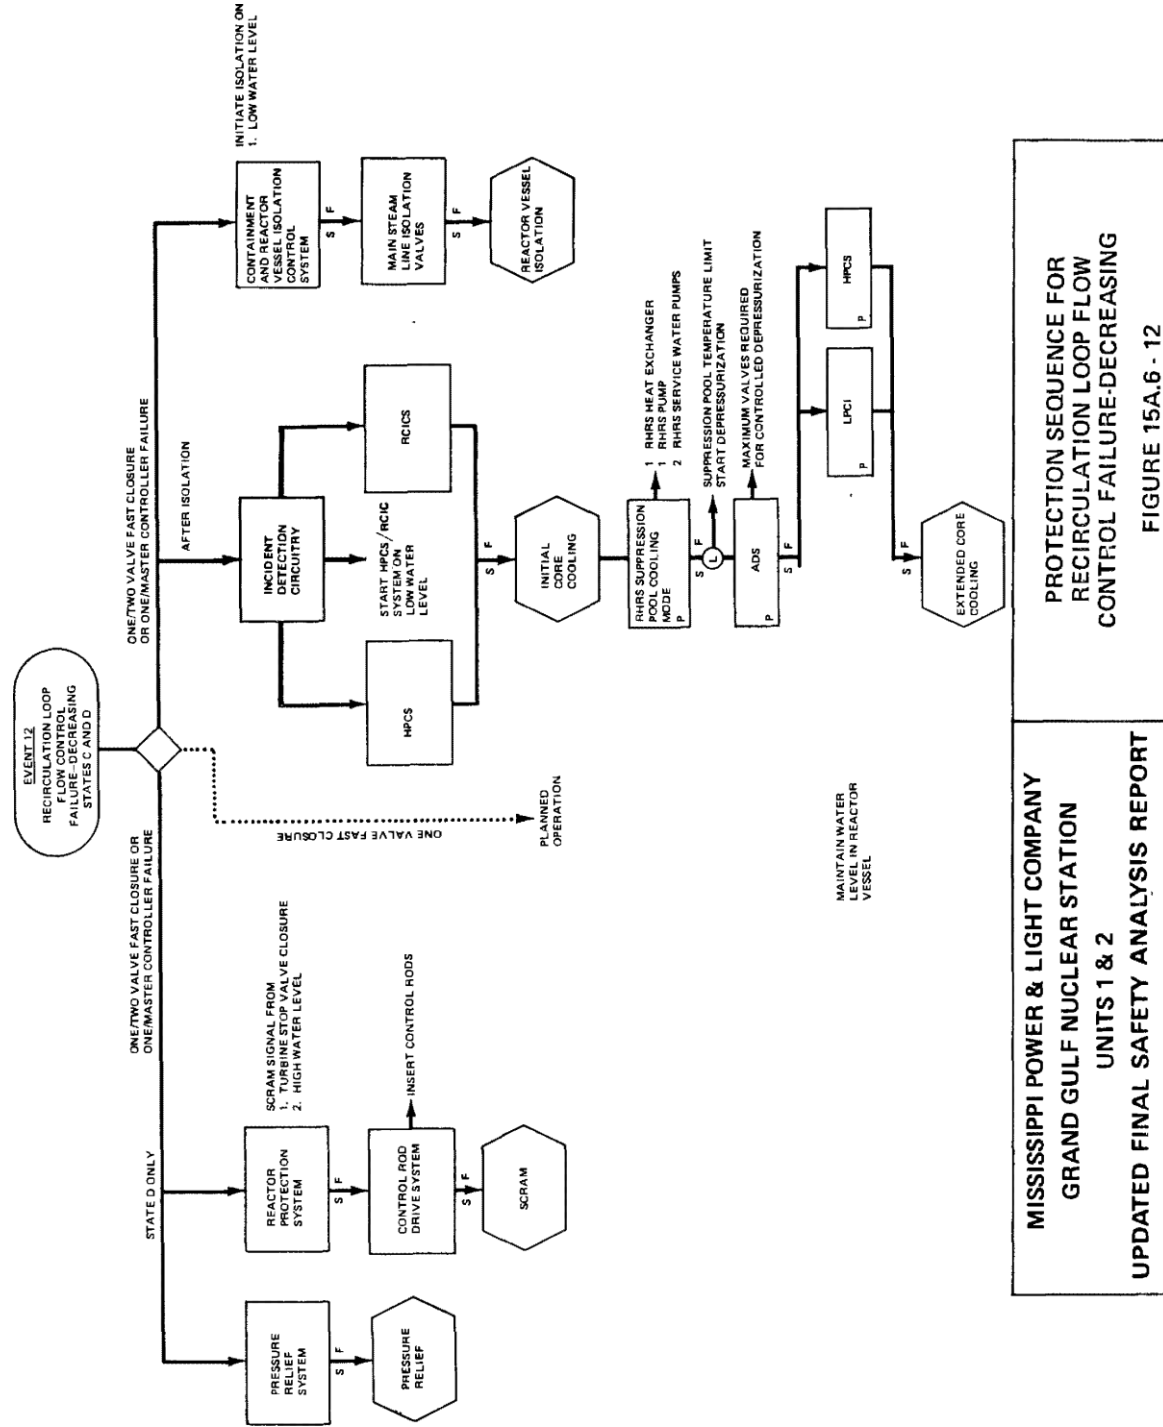 EVENT 12
RECIRCULATION LOOP
FLOW CONTROL
FAILURE–DECREASING
STATES C AND D
ONE/TWO VALVE FAST CLOSURE OR
ONE/MASTER CONTROLLER FAILURE
ONE/TWO VALVE FAST CLOSURE
OR ONE/MASTER CONTROLLER FAILURE
STATE D ONLY
AFTER ISOLATION
INITIATE ISOLATION ON
1. LOW WATER LEVEL
PRESSURE
RELIEF
SYSTEM
S F
PRESSURE
RELIEF
REACTOR
PROTECTION
SYSTEM
SCRAM SIGNAL FROM
1. TURBINE STOP VALVE CLOSURE
2. HIGH WATER LEVEL
S F
CONTROL ROD
DRIVE SYSTEM
INSERT CONTROL RODS
S F
SCRAM
ONE VALVE FAST CLOSURE
PLANNED
OPERATION
INCIDENT
DETECTION
CIRCUITRY
HPCS
START HPCS/RCIC
SYSTEM ON
LOW WATER
LEVEL
RCICS
S F
INITIAL
CORE
COOLING
RHRS SUPPRESSION
POOL COOLING
MODE
P
1 RHRS HEAT EXCHANGER
1 RHRS PUMP
2 RHRS SERVICE WATER PUMPS
S F
L
SUPPRESSION POOL TEMPERATURE LIMIT
START DEPRESSURIZATION
ADS
P
MAXIMUM VALVES REQUIRED
FOR CONTROLLED DEPRESSURIZATION
S F
MAINTAIN WATER
LEVEL IN REACTOR
VESSEL
LPCI
P
HPCS
P
S F
EXTENDED CORE
COOLING
CONTAINMENT
AND REACTOR
VESSEL ISOLATION
CONTROL
SYSTEM
S F
MAIN STEAM
LINE ISOLATION
VALVES
S F
REACTOR VESSEL
ISOLATION
MISSISSIPPI POWER & LIGHT COMPANY
GRAND GULF NUCLEAR STATION
UNITS 1 & 2
UPDATED FINAL SAFETY ANALYSIS REPORT
PROTECTION SEQUENCE FOR
RECIRCULATION LOOP FLOW
CONTROL FAILURE-DECREASING
FIGURE 15A.6 - 12